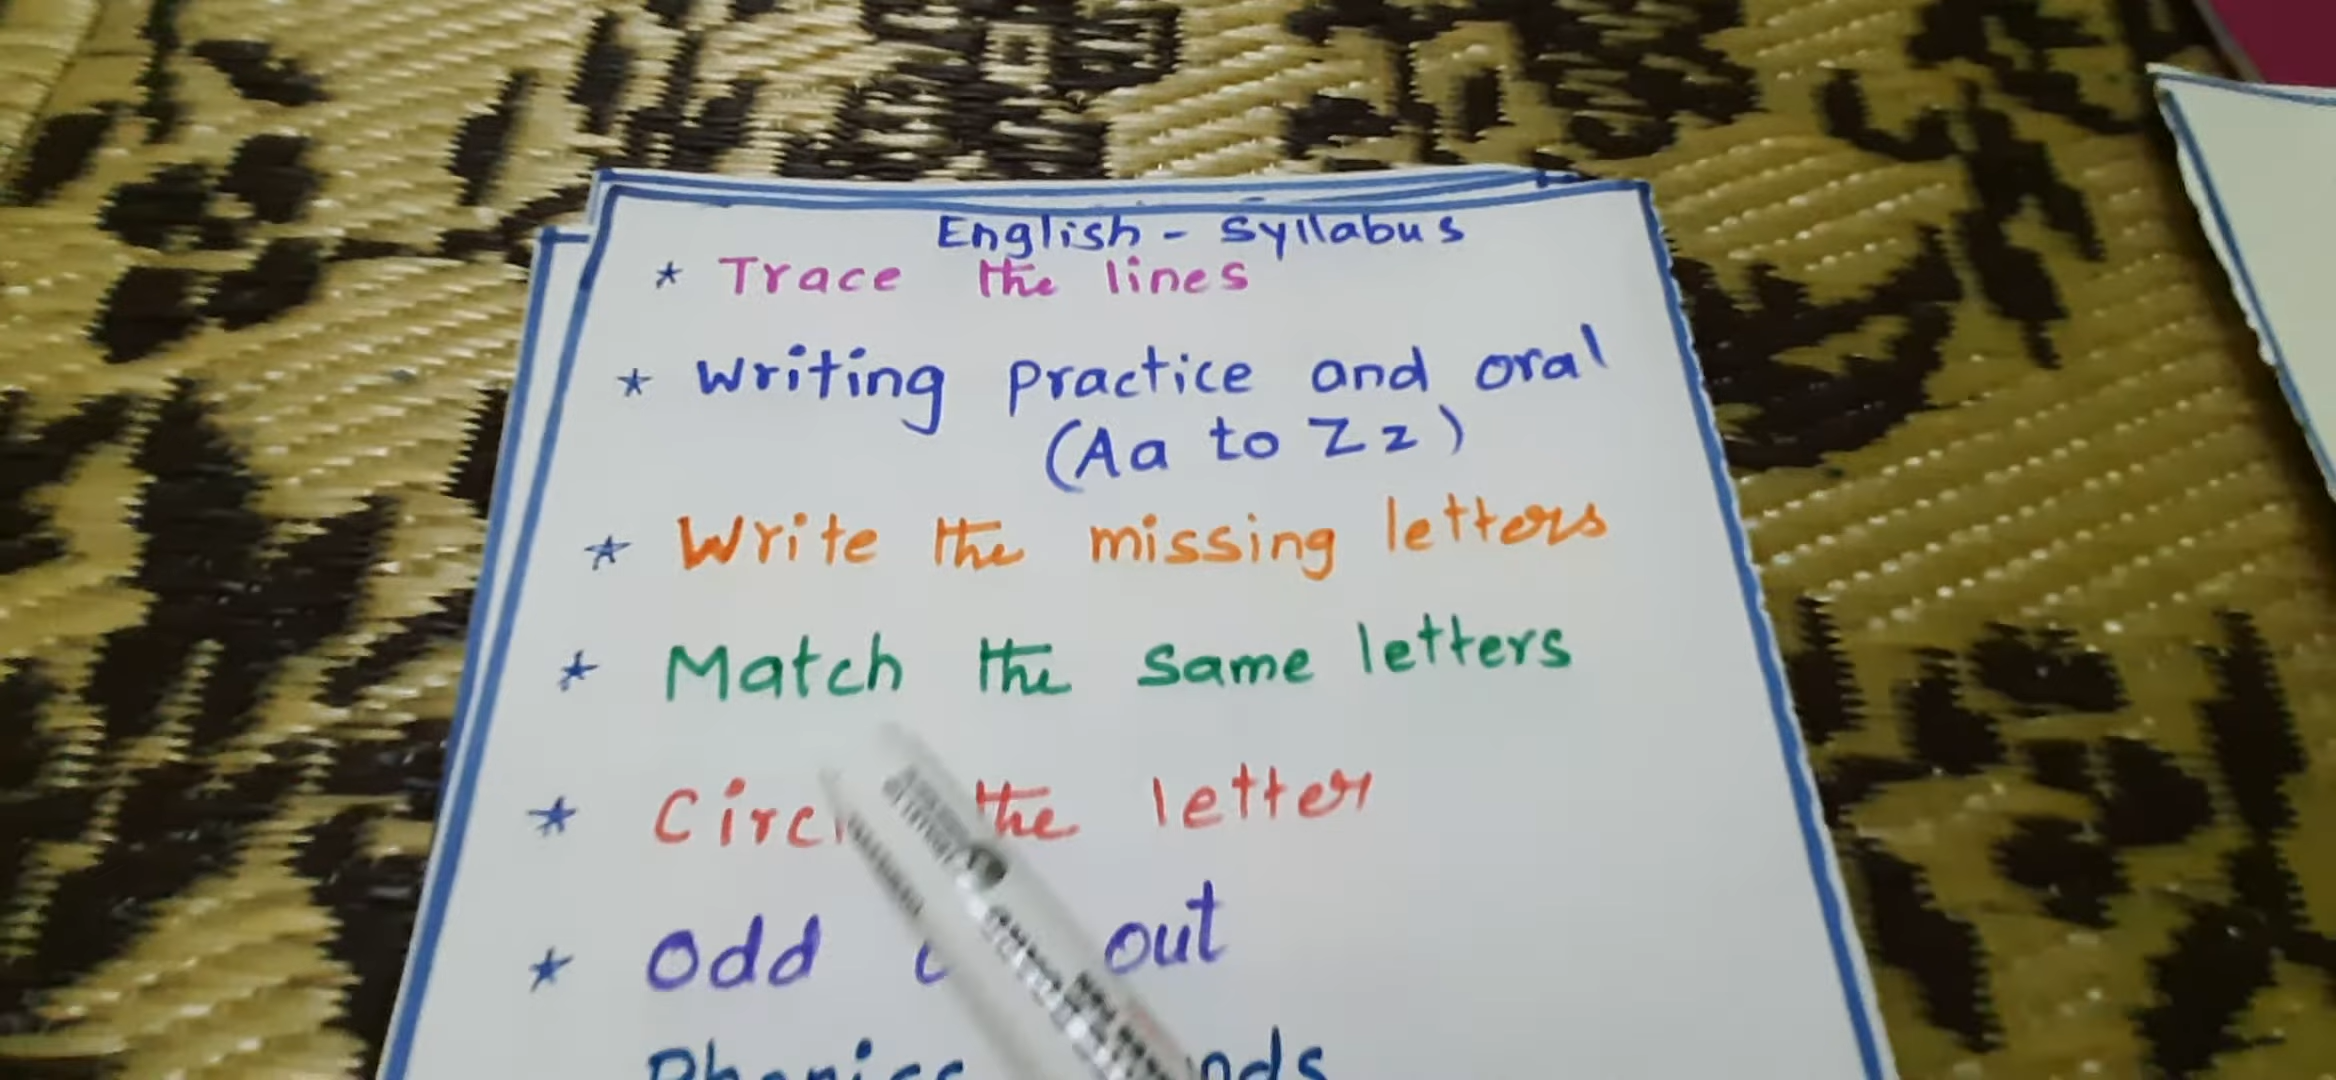 English - Syllabus
* Trace the lines
* Writing practice and oral
(Aa to Zz)
* Write the missing letters
* Match the same letters
* the letter
* Odd out
Phonics